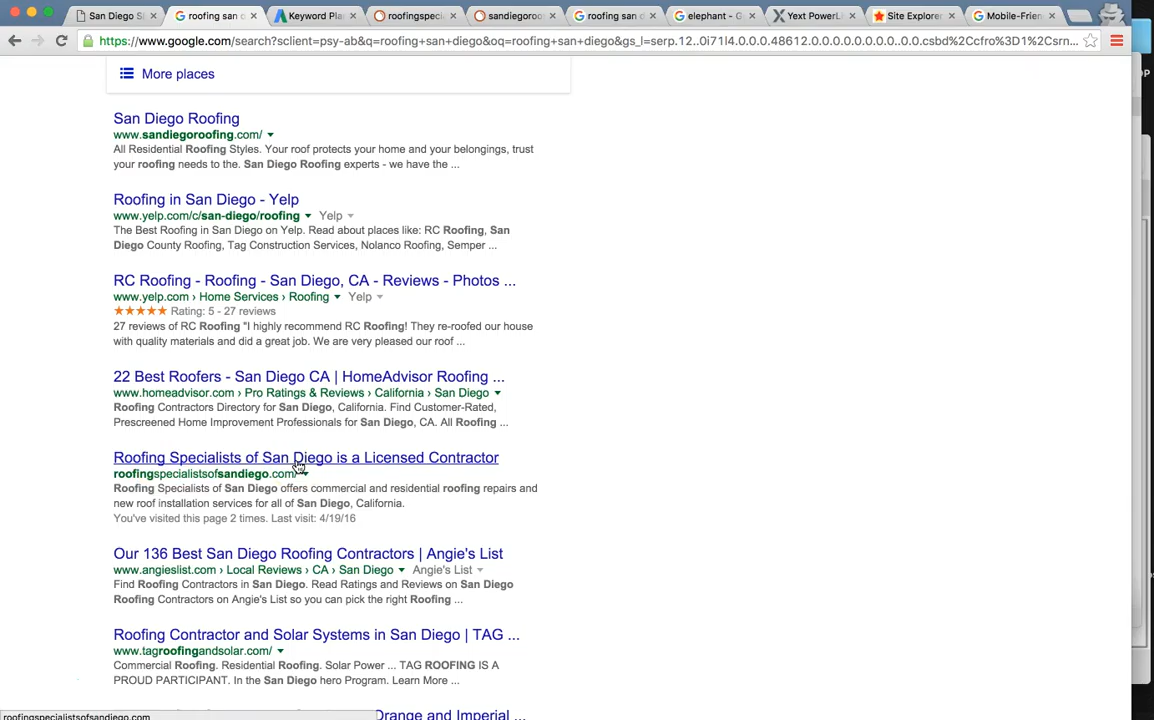 San Diego S
roofing san d
Keyword Plan
roofingspeci
sandiegoroo
roofing san d
elephant - G
Yext PowerL
Site Explorer
Mobile-Frien
https://www.google.com/search?sclient=psy-ab&q=roofing+san+diego&oq=roofing+san+diego&gs_l=serp.12..0i71l4.0.0.0.48612.0.0.0.0.0.0.0.0..0.0.csbd%2Ccfro%3D1%2Csrn...
More places
San Diego Roofing
www.sandiegoroofing.com/
All Residential Roofing Styles. Your roof protects your home and your belongings, trust
your roofing needs to the. San Diego Roofing experts - we have the ...
Roofing in San Diego - Yelp
www.yelp.com/c/san-diego/roofing Yelp
The Best Roofing in San Diego on Yelp. Read about places like: RC Roofing, San
Diego County Roofing, Tag Construction Services, Nolanco Roofing, Semper ...
RC Roofing - Roofing - San Diego, CA - Reviews - Photos ...
www.yelp.com › Home Services › Roofing Yelp
Rating: 5 - 27 reviews
27 reviews of RC Roofing "I highly recommend RC Roofing! They re-roofed our house
with quality materials and did a great job. We are very pleased our roof ...
22 Best Roofers - San Diego CA | HomeAdvisor Roofing ...
www.homeadvisor.com › Pro Ratings & Reviews › California › San Diego
Roofing Contractors Directory for San Diego, California. Find Customer-Rated,
Prescreened Home Improvement Professionals for San Diego, CA. All Roofing ...
Roofing Specialists of San Diego is a Licensed Contractor
roofingspecialistsofsandiego.com/
Roofing Specialists of San Diego offers commercial and residential roofing repairs and
new roof installation services for all of San Diego, California.
You've visited this page 2 times. Last visit: 4/19/16
Our 136 Best San Diego Roofing Contractors | Angie's List
www.angieslist.com › Local Reviews › CA › San Diego Angie's List
Find Roofing Contractors in San Diego. Read Ratings and Reviews on San Diego
Roofing Contractors on Angie's List so you can pick the right Roofing ...
Roofing Contractor and Solar Systems in San Diego | TAG ...
www.tagroofingandsolar.com/
Commercial Roofing. Residential Roofing. Solar Power ... TAG ROOFING IS A
PROUD PARTICIPANT. In the San Diego hero Program. Learn More ...
Orange and Imperial ...
roofingspecialistsofsandiego.com